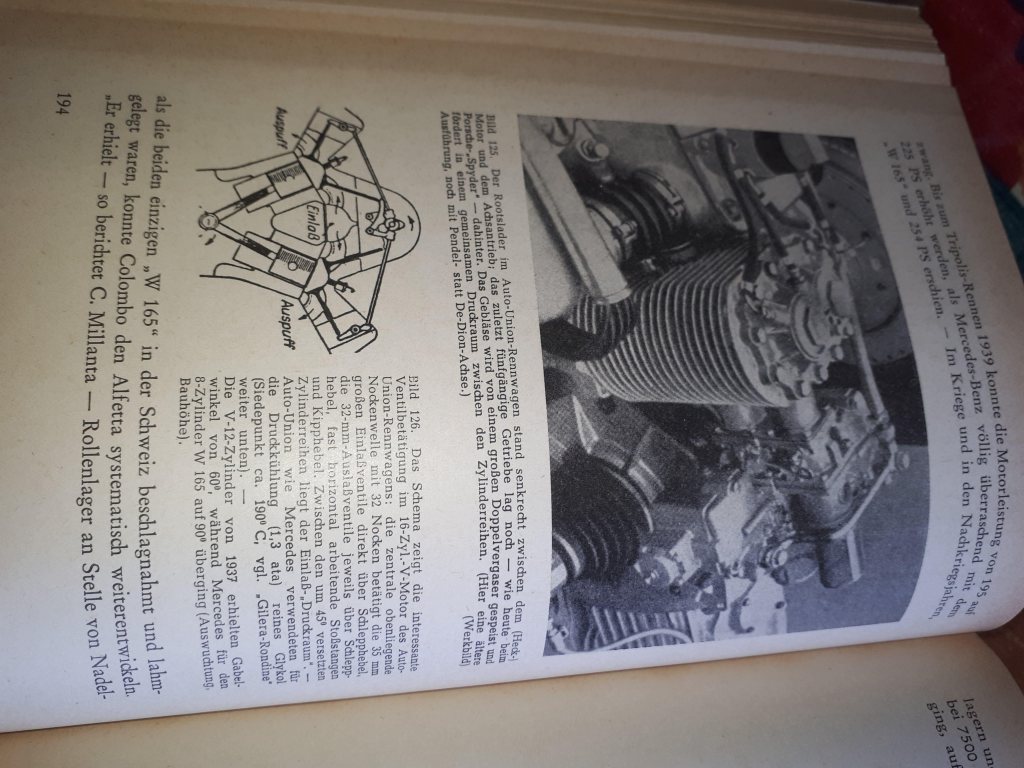 zwang. Bis zum Tripolis-Rennen 1939 konnte die Motorleistung von 195 auf
225 PS erhöht werden, als Mercedes-Benz völlig überraschend mit dem
„W 165“ und 254 PS erschien. — Im Kriege und in den Nachkriegsjahren,
Bild 125. Der Rootslader im Auto-Union-Rennwagen stand senkrecht zwischen dem (Heck-)
Motor und dem Achsantrieb; das zuletzt fünfgängige Getriebe lag noch — wie heute beim
Porsche-„Spyder“ — dahinter. Das Gebläse wird von einem großen Doppelvergaser gespeist und
fördert in einem gemeinsamen Druckraum zwischen den Zylinderreihen. (Hier eine ältere
Ausführung, noch mit Pendel- statt De-Dion-Achse.)
(Werkbild)
Auspuff
Einlaß
Auspuff
Bild 126. Das Schema zeigt die interessante
Ventilbetätigung im 16-Zyl.-V-Motor des Auto-
Union-Rennwagens: die zentrale obenliegende
Nockenwelle mit 32 Nocken betätigt die 35 mm
großen Einlaßventile direkt über Schlepphebel,
die 32-mm-Auslaßventile jeweils über Schlepp-
hebel, fast horizontal arbeitende Stoßstangen
und Kipphebel. Zwischen den um 45° versetzten
Zylinderreihen liegt der Einlaß-„Druckraum“. —
Auto-Union wie Mercedes verwendeten für
die Druckkühlung (1,3 ata) reines Glykol
(Siedepunkt ca. 190° C, vgl. „Gilera-Rondine“
weiter unten). —
Die V-12-Zylinder von 1937 erhielten Gabel-
winkel von 60°, während Mercedes für den
8-Zylinder W 165 auf 90° überging (Auswuchtung,
Bauhöhe).
als die beiden einzigen „W 165“ in der Schweiz beschlagnahmt und lahm-
gelegt waren, konnte Colombo den Alfetta systematisch weiterentwickeln.
„Er erhielt — so berichtet C. Millanta — Rollenlager an Stelle von Nadel-
194
lagern un
bei 7500
ging, auf